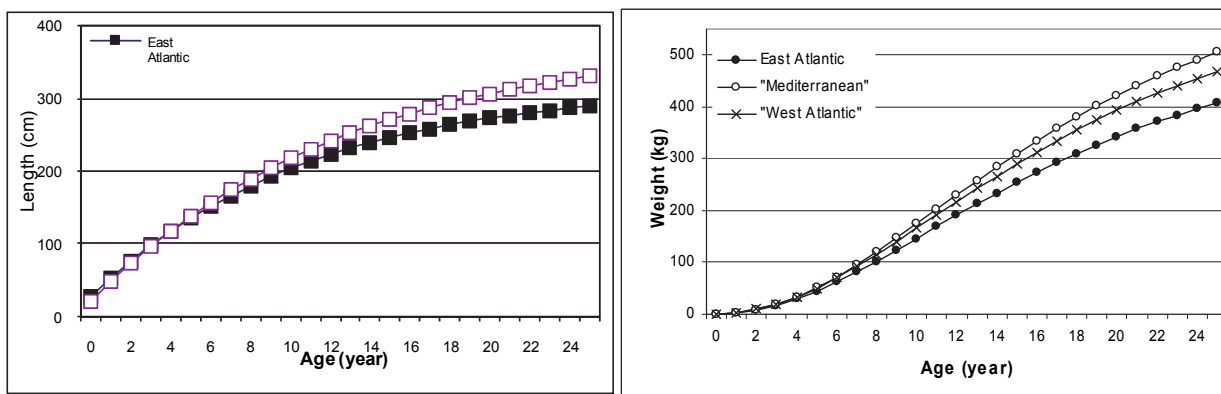 400
300
200
100
0
Length (cm)
East
Atlantic
0 2 4 6 8 10 12 14 16 18 20 22 24
Age (year)
500
400
300
200
100
0
Weight (kg)
East Atlantic
"Mediterranean"
"West Atlantic"
0 2 4 6 8 10 12 14 16 18 20 22 24
Age (year)